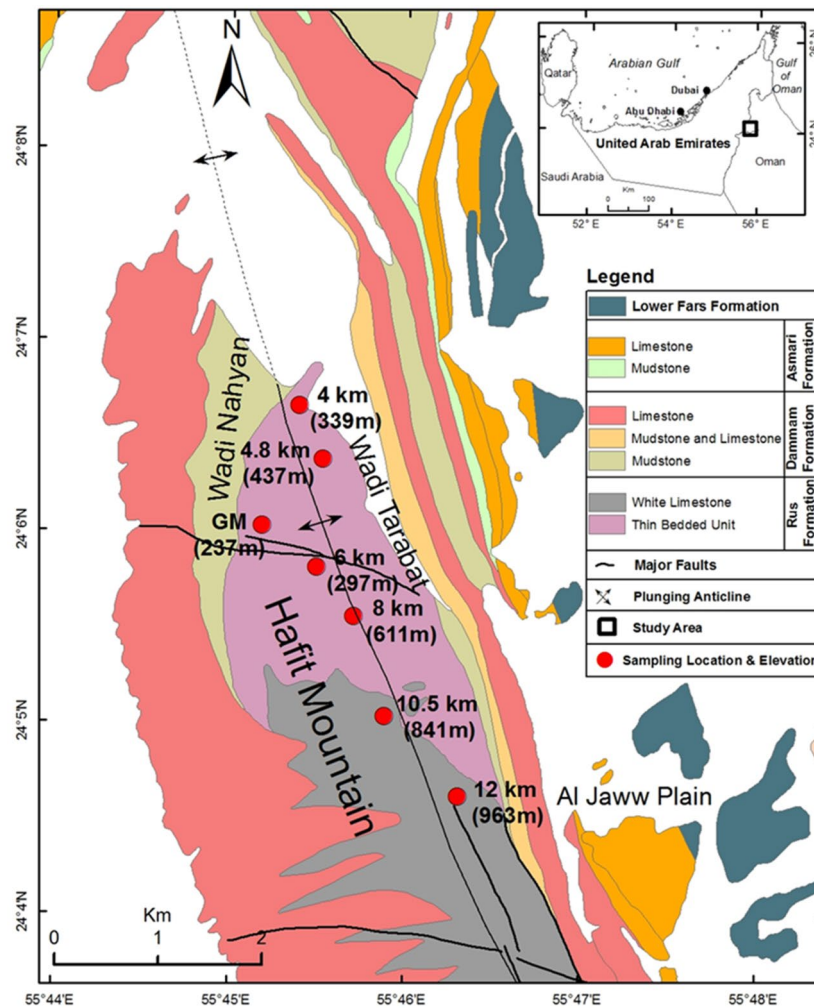 N
Qatar
Arabian Gulf
Gulf
of
Oman
Dubai
Abu Dhabi
United Arab Emirates
Saudi Arabia
Oman
Km
0 100
52° E
54° E
56° E
26° N
24° N
24°8'N
24°7'N
24°6'N
24°5'N
24°4'N
Legend
Lower Fars Formation
Limestone
Mudstone
Asmari
Formation
Limestone
Mudstone and Limestone
Mudstone
Dammam
Formation
White Limestone
Thin Bedded Unit
Rus
Formation
Major Faults
Plunging Anticline
Study Area
Sampling Location & Elevation
Wadi Nahyan
Wadi Tarabat
4 km
(339m)
4.8 km
(437m)
GM
(237m)
6 km
(297m)
8 km
(611m)
Hafit Mountain
10.5 km
(841m)
12 km
(963m)
Al Jaww Plain
Km
0 1 2
55°44'E
55°45'E
55°46'E
55°47'E
55°48'E